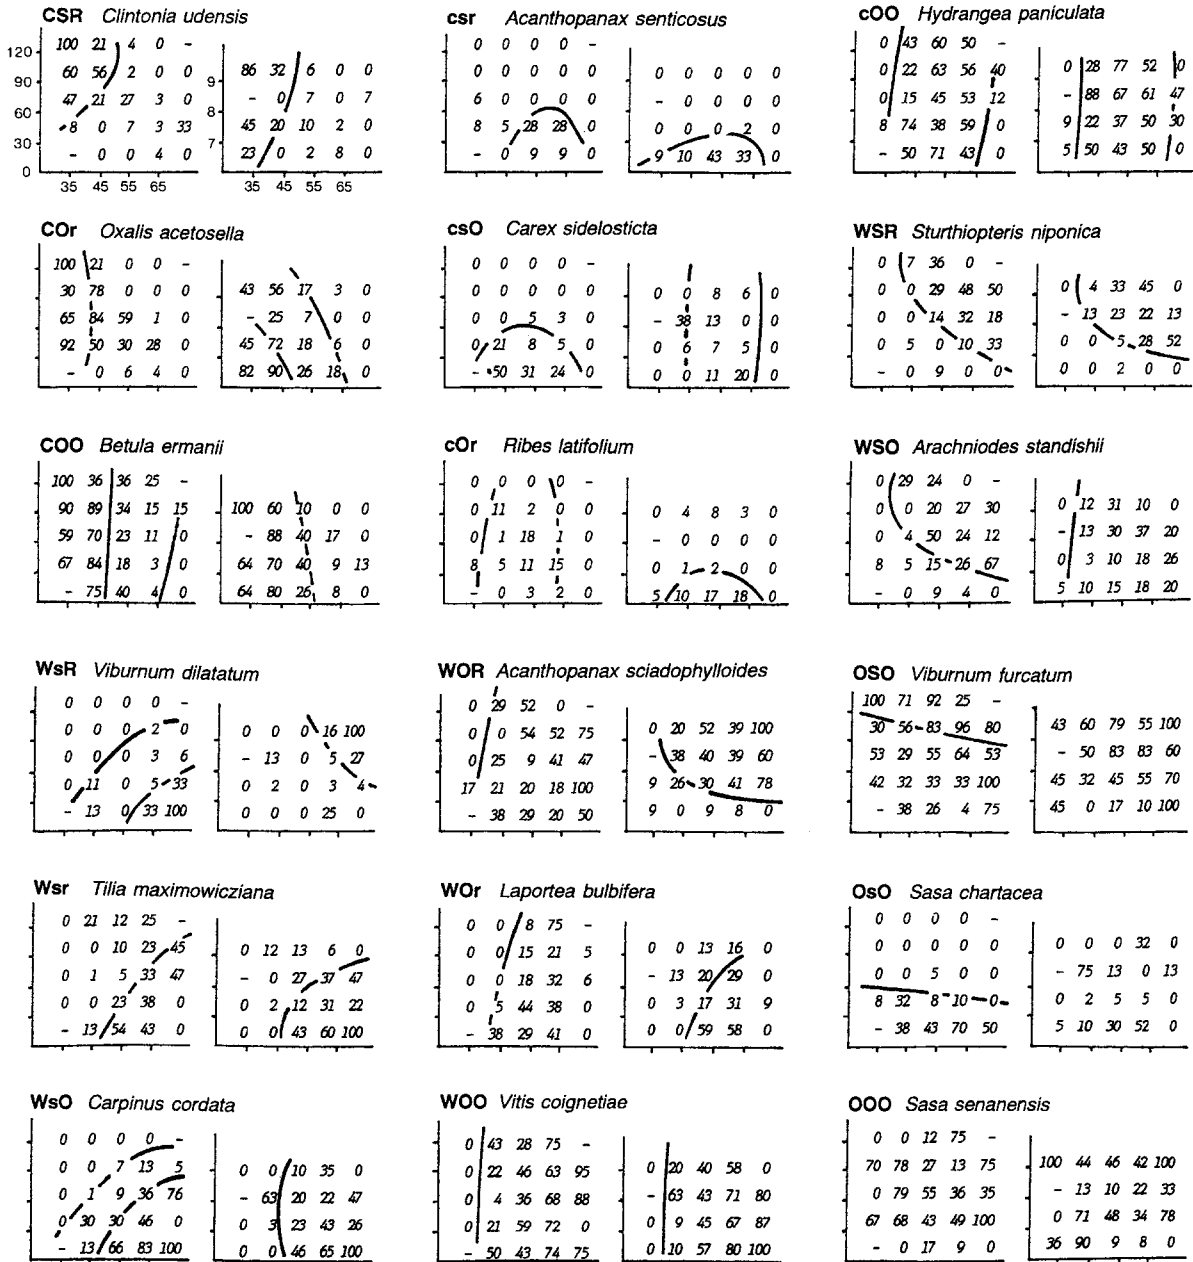 CSR Clintonia udensis
100 21 4 0 -
60 56 2 0 0
47 21 27 3 0
8 0 7 3 33
- 0 0 4 0
120
90
60
30
0
35 45 55 65
86 32 6 0 0
- 0 7 0 7
45 20 10 2 0
23 0 2 8 0
9
8
7
35 45 55 65
csr Acanthopanax senticosus
0 0 0 0 -
0 0 0 0 0
6 0 0 0 0
8 5 28 28 0
- 0 9 9 0
0 0 0 0 0
- 0 0 0 0
0 0 0 2 0
9 10 43 33 0
cOO Hydrangea paniculata
0 43 60 50 -
0 22 63 56 40
0 15 45 53 12
8 74 38 59 0
- 50 71 43 0
0 28 77 52 0
- 88 67 61 47
9 22 37 50 30
5 50 43 50 0
COr Oxalis acetosella
100 21 0 0 -
30 78 0 0 0
65 84 59 1 0
92 50 30 28 0
- 0 6 4 0
43 56 17 3 0
- 25 7 0 0
45 72 18 6 0
82 90 26 18 0
csO Carex sidelosticta
0 0 0 0 -
0 0 0 0 0
0 0 5 3 0
0 21 8 5 0
- 50 31 24 0
0 0 8 6 0
- 38 13 0 0
0 6 7 5 0
0 0 11 20 0
WSR Sturthiopteris niponica
0 7 36 0 -
0 0 29 48 50
0 0 14 32 18
0 5 0 10 33
- 0 9 0 0
0 4 33 45 0
- 13 23 22 13
0 0 5 28 52
0 0 2 0 0
COO Betula ermanii
100 36 36 25 -
90 89 34 15 15
59 70 23 11 0
67 84 18 3 0
- 75 40 4 0
100 60 10 0 0
- 88 40 17 0
64 70 40 9 13
64 80 26 8 0
cOr Ribes latifolium
0 0 0 0 -
0 11 2 0 0
0 1 18 1 0
8 5 11 15 0
- 0 3 2 0
0 4 8 3 0
- 0 0 0 0
0 1 2 0 0
5 10 17 18 0
WSO Arachniodes standishii
0 29 24 0 -
0 0 20 27 30
0 4 50 24 12
8 5 15 26 67
- 0 9 4 0
0 12 31 10 0
- 13 30 37 20
0 3 10 18 26
5 10 15 18 20
WsR Viburnum dilatatum
0 0 0 0 -
0 0 0 2 0
0 0 0 3 6
0 11 0 5 33
- 13 0 33 100
0 0 0 16 100
- 13 0 5 27
0 2 0 3 4
0 0 0 25 0
WOR Acanthopanax sciadophylloides
0 29 52 0 -
0 0 54 52 75
0 25 9 41 47
17 21 20 18 100
- 38 29 20 50
0 20 52 39 100
- 38 40 39 60
9 26 30 41 78
9 0 9 8 0
OSO Viburnum furcatum
100 71 92 25 -
30 56 83 96 80
53 29 55 64 53
42 32 33 33 100
- 38 26 4 75
43 60 79 55 100
- 50 83 83 60
45 32 45 55 70
45 0 17 10 100
Wsr Tilia maximowicziana
0 21 12 25 -
0 0 10 23 45
0 1 5 33 47
0 0 23 38 0
- 13 54 43 0
0 12 13 6 0
- 0 27 37 47
0 2 12 31 22
0 0 43 60 100
WOr Laportea bulbifera
0 0 8 75 -
0 0 15 21 5
0 0 18 32 6
0 5 44 38 0
- 38 29 41 0
0 0 13 16 0
- 13 20 29 0
0 3 17 31 9
0 0 59 58 0
OsO Sasa chartacea
0 0 0 0 -
0 0 0 0 0
0 0 5 0 0
8 32 8 10 0
- 38 43 70 50
0 0 0 32 0
- 75 13 0 13
0 2 5 5 0
5 10 30 52 0
WsO Carpinus cordata
0 0 0 0 -
0 0 7 13 5
0 1 9 36 76
0 30 30 46 0
- 13 66 83 100
0 0 10 35 0
- 63 20 22 47
0 3 23 43 26
0 0 46 65 100
WOO Vitis coignetiae
0 43 28 75 -
0 22 46 63 95
0 4 36 68 88
0 21 59 72 0
- 50 43 74 75
0 20 40 58 0
- 63 43 71 80
0 9 45 67 87
0 10 57 80 100
OOO Sasa senanensis
0 0 12 75 -
70 78 27 13 75
0 79 55 36 35
67 68 43 49 100
- 0 17 9 0
100 44 46 42 100
- 13 10 22 33
0 71 48 34 78
36 90 9 8 0